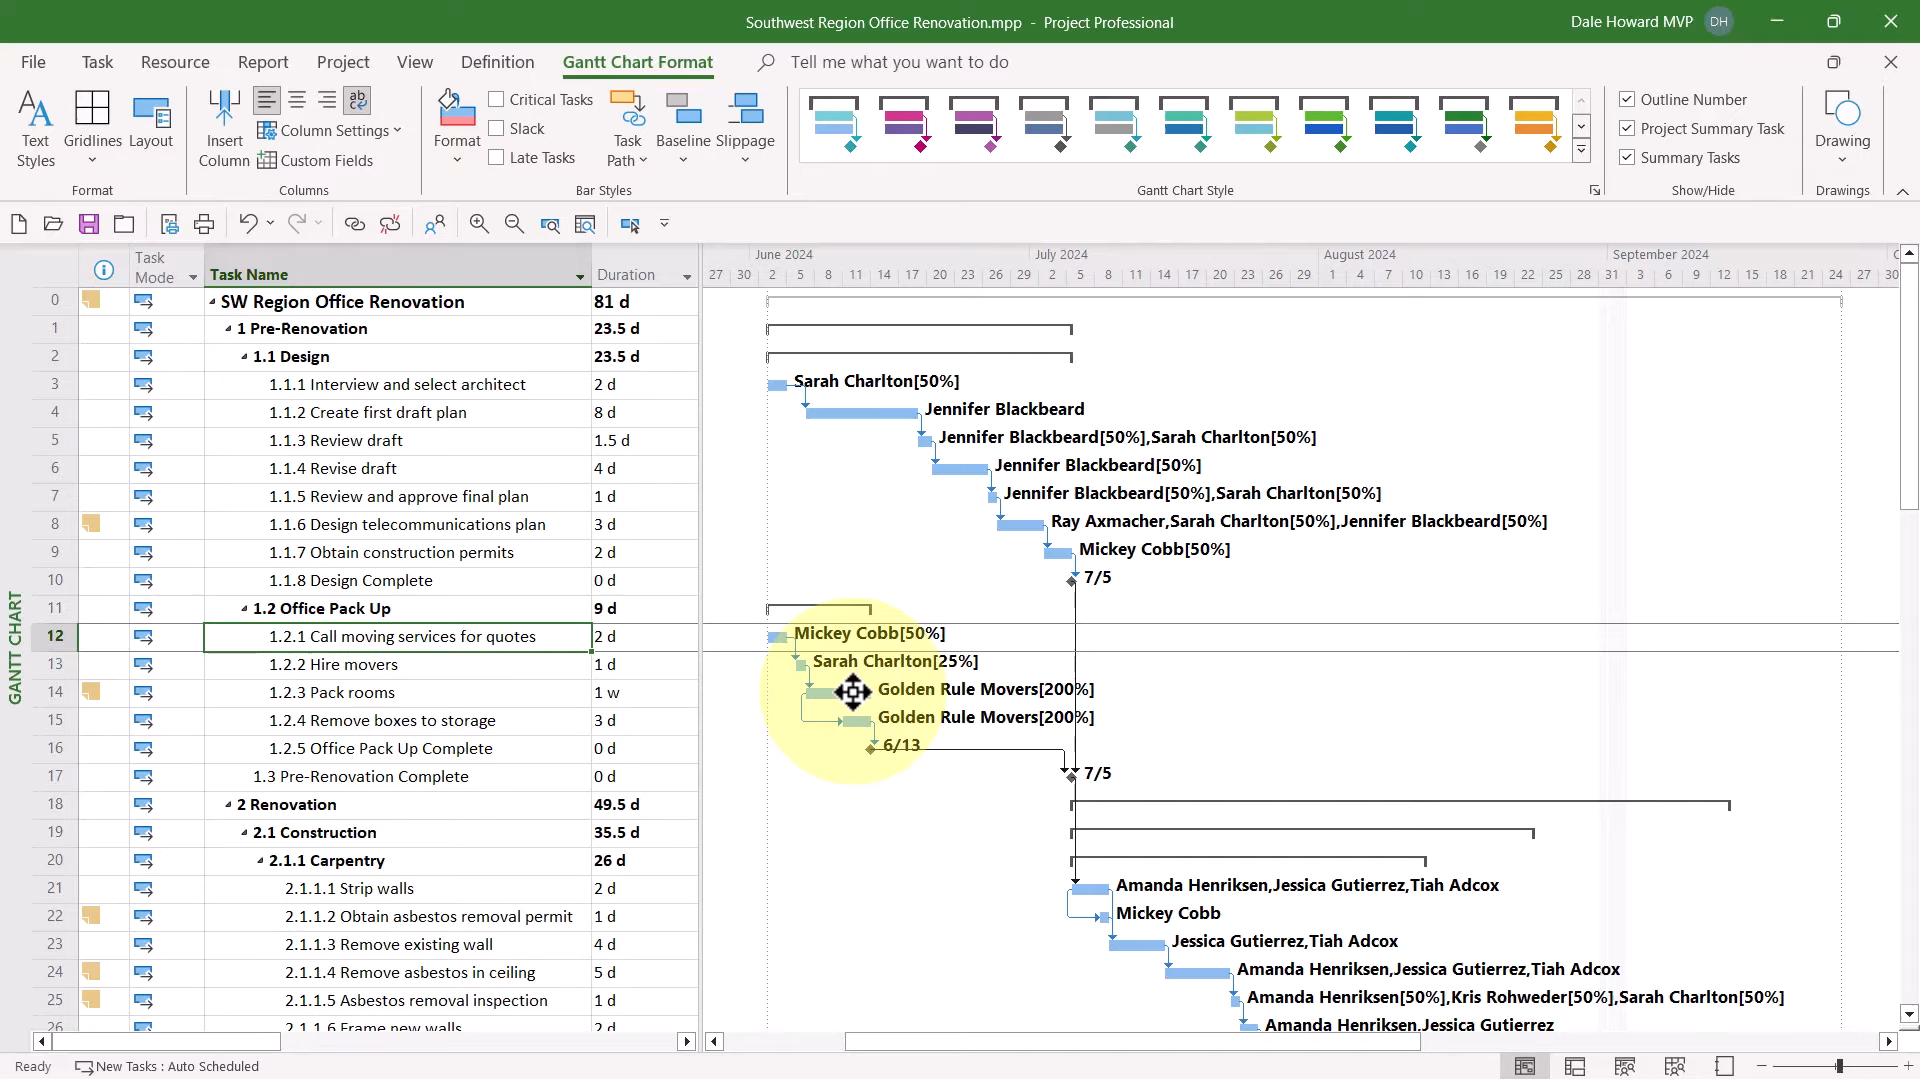 Southwest Region Office Renovation.mpp - Project Professional
Dale Howard MVP DH
File Task Resource Report Project View Definition Gantt Chart Format Tell me what you want to do
Text Styles
Gridlines
Layout
Format
Insert Column
ab
Column Settings
Custom Fields
Columns
Format
Critical Tasks
Slack
Late Tasks
Task Path
Baseline
Slippage
Bar Styles
Gantt Chart Style
Outline Number
Project Summary Task
Summary Tasks
Show/Hide
Drawing
Drawings
Task Mode Task Name Duration
June 2024 July 2024 August 2024 September 2024
27 30 2 5 8 11 14 17 20 23 26 29 2 5 8 11 14 17 20 23 26 29 1 4 7 10 13 16 19 22 25 28 31 3 6 9 12 15 18 21 24 27 30
GANTT CHART
0 SW Region Office Renovation 81 d
1 1 Pre-Renovation 23.5 d
2 1.1 Design 23.5 d
3 1.1.1 Interview and select architect 2 d Sarah Charlton[50%]
4 1.1.2 Create first draft plan 8 d Jennifer Blackbeard
5 1.1.3 Review draft 1.5 d Jennifer Blackbeard[50%],Sarah Charlton[50%]
6 1.1.4 Revise draft 4 d Jennifer Blackbeard[50%]
7 1.1.5 Review and approve final plan 1 d Jennifer Blackbeard[50%],Sarah Charlton[50%]
8 1.1.6 Design telecommunications plan 3 d Ray Axmacher,Sarah Charlton[50%],Jennifer Blackbeard[50%]
9 1.1.7 Obtain construction permits 2 d Mickey Cobb[50%]
10 1.1.8 Design Complete 0 d 7/5
11 1.2 Office Pack Up 9 d
12 1.2.1 Call moving services for quotes 2 d Mickey Cobb[50%]
13 1.2.2 Hire movers 1 d Sarah Charlton[25%]
14 1.2.3 Pack rooms 1 w Golden Rule Movers[200%]
15 1.2.4 Remove boxes to storage 3 d Golden Rule Movers[200%]
16 1.2.5 Office Pack Up Complete 0 d 6/13
17 1.3 Pre-Renovation Complete 0 d 7/5
18 2 Renovation 49.5 d
19 2.1 Construction 35.5 d
20 2.1.1 Carpentry 26 d
21 2.1.1.1 Strip walls 2 d Amanda Henriksen,Jessica Gutierrez,Tiah Adcox
22 2.1.1.2 Obtain asbestos removal permit 1 d Mickey Cobb
23 2.1.1.3 Remove existing wall 4 d Jessica Gutierrez,Tiah Adcox
24 2.1.1.4 Remove asbestos in ceiling 5 d Amanda Henriksen,Jessica Gutierrez,Tiah Adcox
25 2.1.1.5 Asbestos removal inspection 1 d Amanda Henriksen[50%],Kris Rohweder[50%],Sarah Charlton[50%]
26 2.1.1.6 Frame new walls 2 d Amanda Henriksen,Jessica Gutierrez
Ready New Tasks : Auto Scheduled